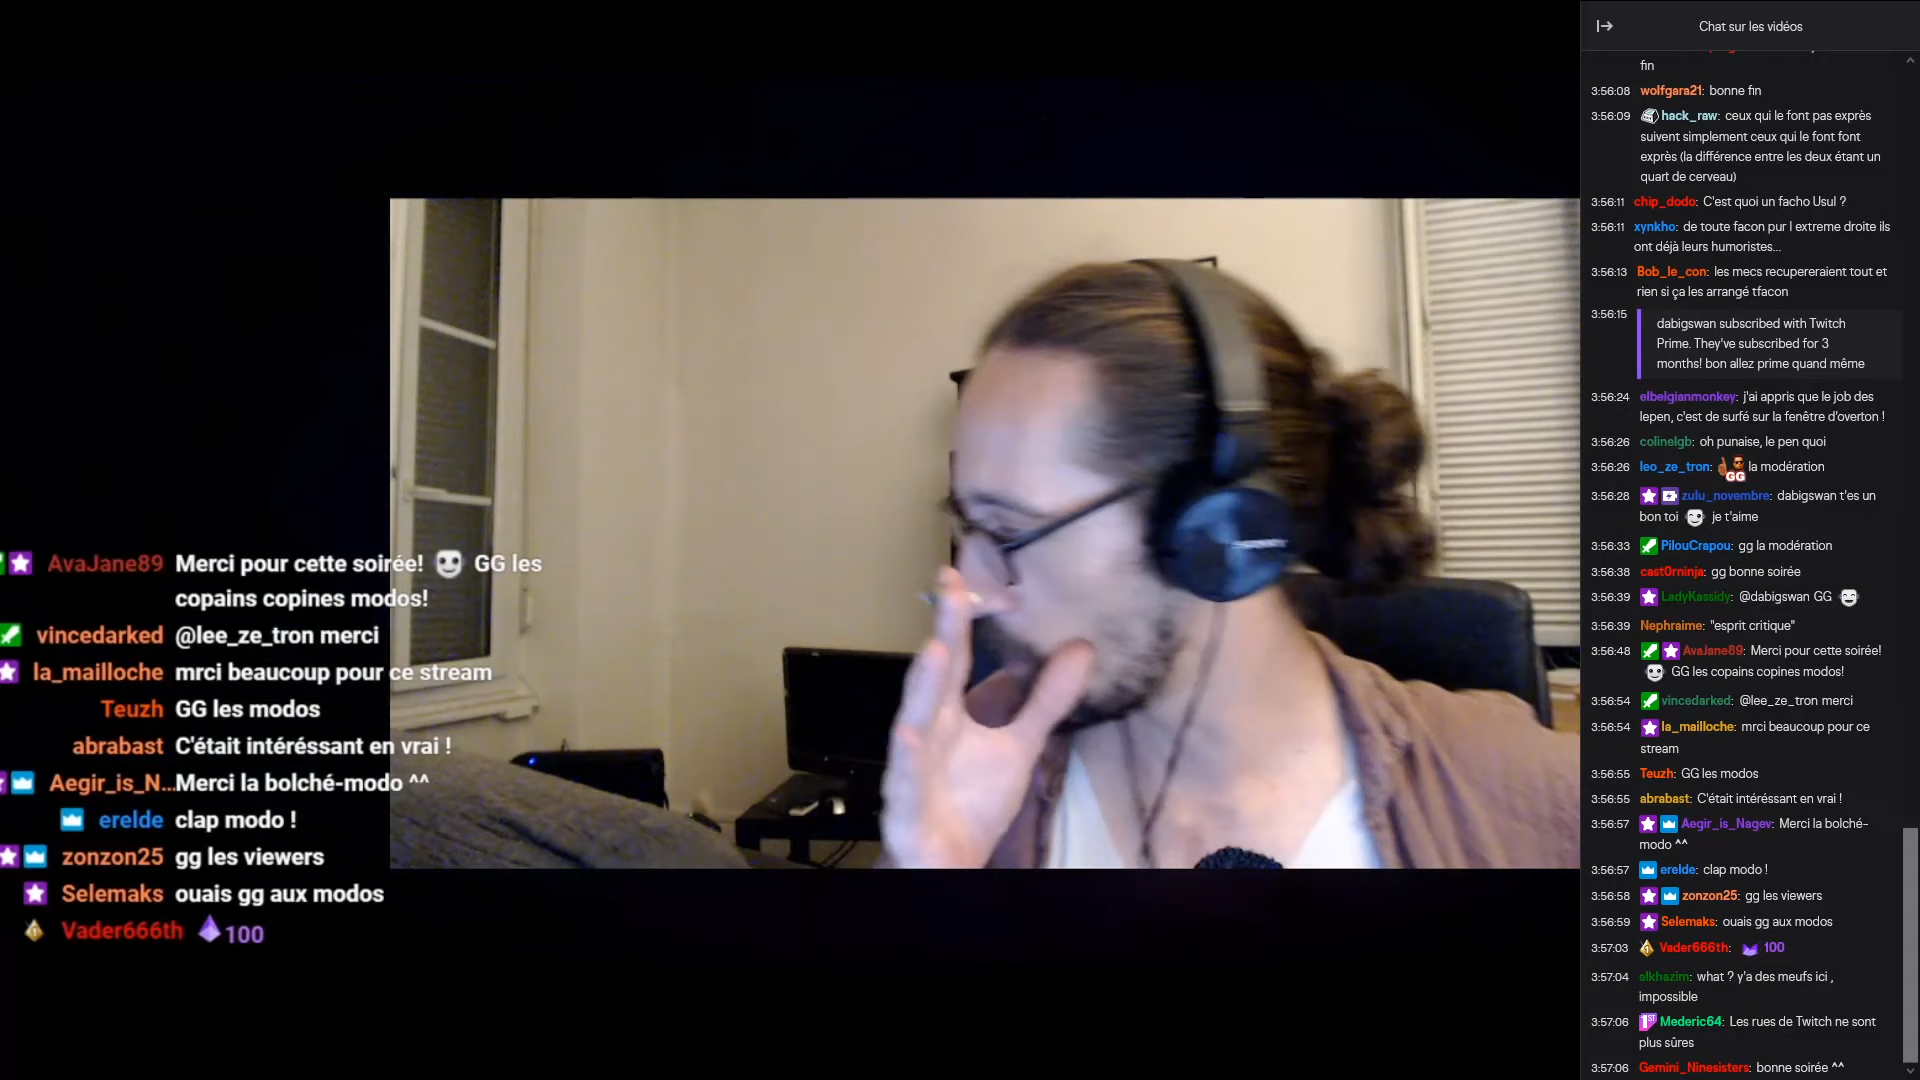 AvaJane89 Merci pour cette soirée! GG les
copains copines modos!
vincedarked @lee_ze_tron merci
la_mailloche mrci beaucoup pour ce stream
Teuzh GG les modos
abrabast C'était intéréssant en vrai !
Aegir_is_N... Merci la bolché-modo ^^
erelde clap modo !
zonzon25 gg les viewers
Selemaks ouais gg aux modos
Vader666th 100
Chat sur les vidéos
fin
3:56:08 wolfgara21: bonne fin
3:56:09 hack_raw: ceux qui le font pas exprès
suivent simplement ceux qui le font font
exprès (la différence entre les deux étant un
quart de cerveau)
3:56:11 chip_dodo: C'est quoi un facho Usul ?
3:56:11 xynkho: de toute facon pur l extreme droite ils
ont déjà leurs humoristes...
3:56:13 Bob_le_con: les mecs recupereraient tout et
rien si ça les arrangé tfacon
3:56:15 dabigswan subscribed with Twitch
Prime. They've subscribed for 3
months! bon allez prime quand même
3:56:24 elbelgianmonkey: j'ai appris que le job des
lepen, c'est de surfé sur la fenêtre d'overton !
3:56:26 colinelgb: oh punaise, le pen quoi
3:56:26 leo_ze_tron: GG la modération
3:56:28 zulu_novembre: dabigswan t'es un
bon toi je t'aime
3:56:33 PilouCrapou: gg la modération
3:56:38 cast0rninja: gg bonne soirée
3:56:39 LadyKassidy: @dabigswan GG
3:56:39 Nephraime: "esprit critique"
3:56:48 AvaJane89: Merci pour cette soirée!
GG les copains copines modos!
3:56:54 vincedarked: @lee_ze_tron merci
3:56:54 la_mailloche: mrci beaucoup pour ce
stream
3:56:55 Teuzh: GG les modos
3:56:55 abrabast: C'était intéréssant en vrai !
3:56:57 Aegir_is_Nagev: Merci la bolché-
modo ^^
3:56:57 erelde: clap modo !
3:56:58 zonzon25: gg les viewers
3:56:59 Selemaks: ouais gg aux modos
3:57:03 Vader666th: 100
3:57:04 alkhazim: what ? y'a des meufs ici ,
impossible
3:57:06 Mederic64: Les rues de Twitch ne sont
plus sûres
3:57:06 Gemini_Ninesisters: bonne soirée ^^